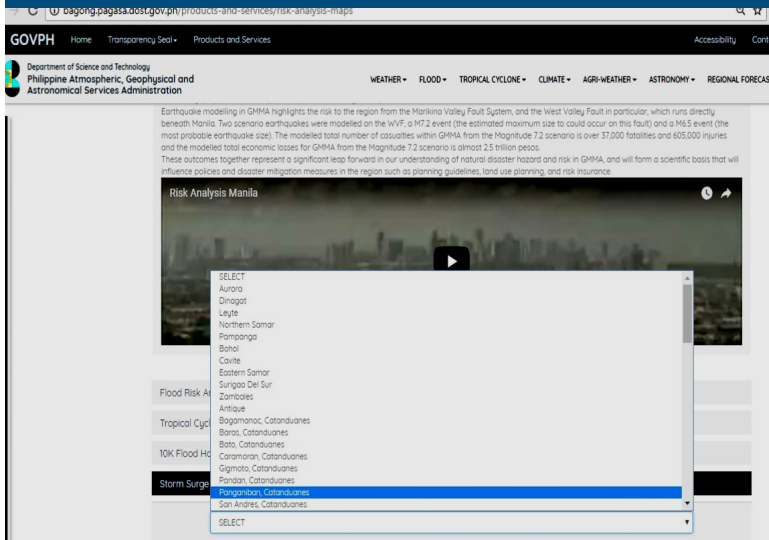 bagong.pagasa.dost.gov.ph/products-and-services/risk-analysis-maps
GOVPH Home Transparency Seal Products and Services Accessibility Cont
Department of Science and Technology
Philippine Atmospheric, Geophysical and
Astronomical Services Administration
WEATHER FLOOD TROPICAL CYCLONE CLIMATE AGRI-WEATHER ASTRONOMY REGIONAL FORECAS
Earthquake modelling in GMMA highlights the risk to the region from the Marikina Valley Fault System, and the West Valley Fault in particular, which runs directly
beneath Manila. Two scenario earthquakes were modelled on the WVF, a M7.2 event (the estimated maximum size to could occur on this fault) and a M6.5 event (the
most probable earthquake size). The modelled total number of casualties within GMMA from the Magnitude 7.2 scenario is over 37,000 fatalities and 605,000 injuries
and the modelled total economic losses for GMMA from the Magnitude 7.2 scenario is almost 2.5 trillion pesos.
These outcomes together represent a significant leap forward in our understanding of natural disaster hazard and risk in GMMA, and will form a scientific basis that will
influence policies and disaster mitigation measures in the region such as planning guidelines, land use planning, and risk insurance.
Risk Analysis Manila
SELECT
Aurora
Dinagat
Leyte
Northern Samar
Pampanga
Bohol
Cavite
Eastern Samar
Surigao Del Sur
Zambales
Antique
Bagamanoc, Catanduanes
Baras, Catanduanes
Bato, Catanduanes
Caramoran, Catanduanes
Gigmoto, Catanduanes
Pandan, Catanduanes
Panganiban, Catanduanes
San Andres, Catanduanes
Flood Risk A
Tropical Cycl
10K Flood Ha
Storm Surge
SELECT